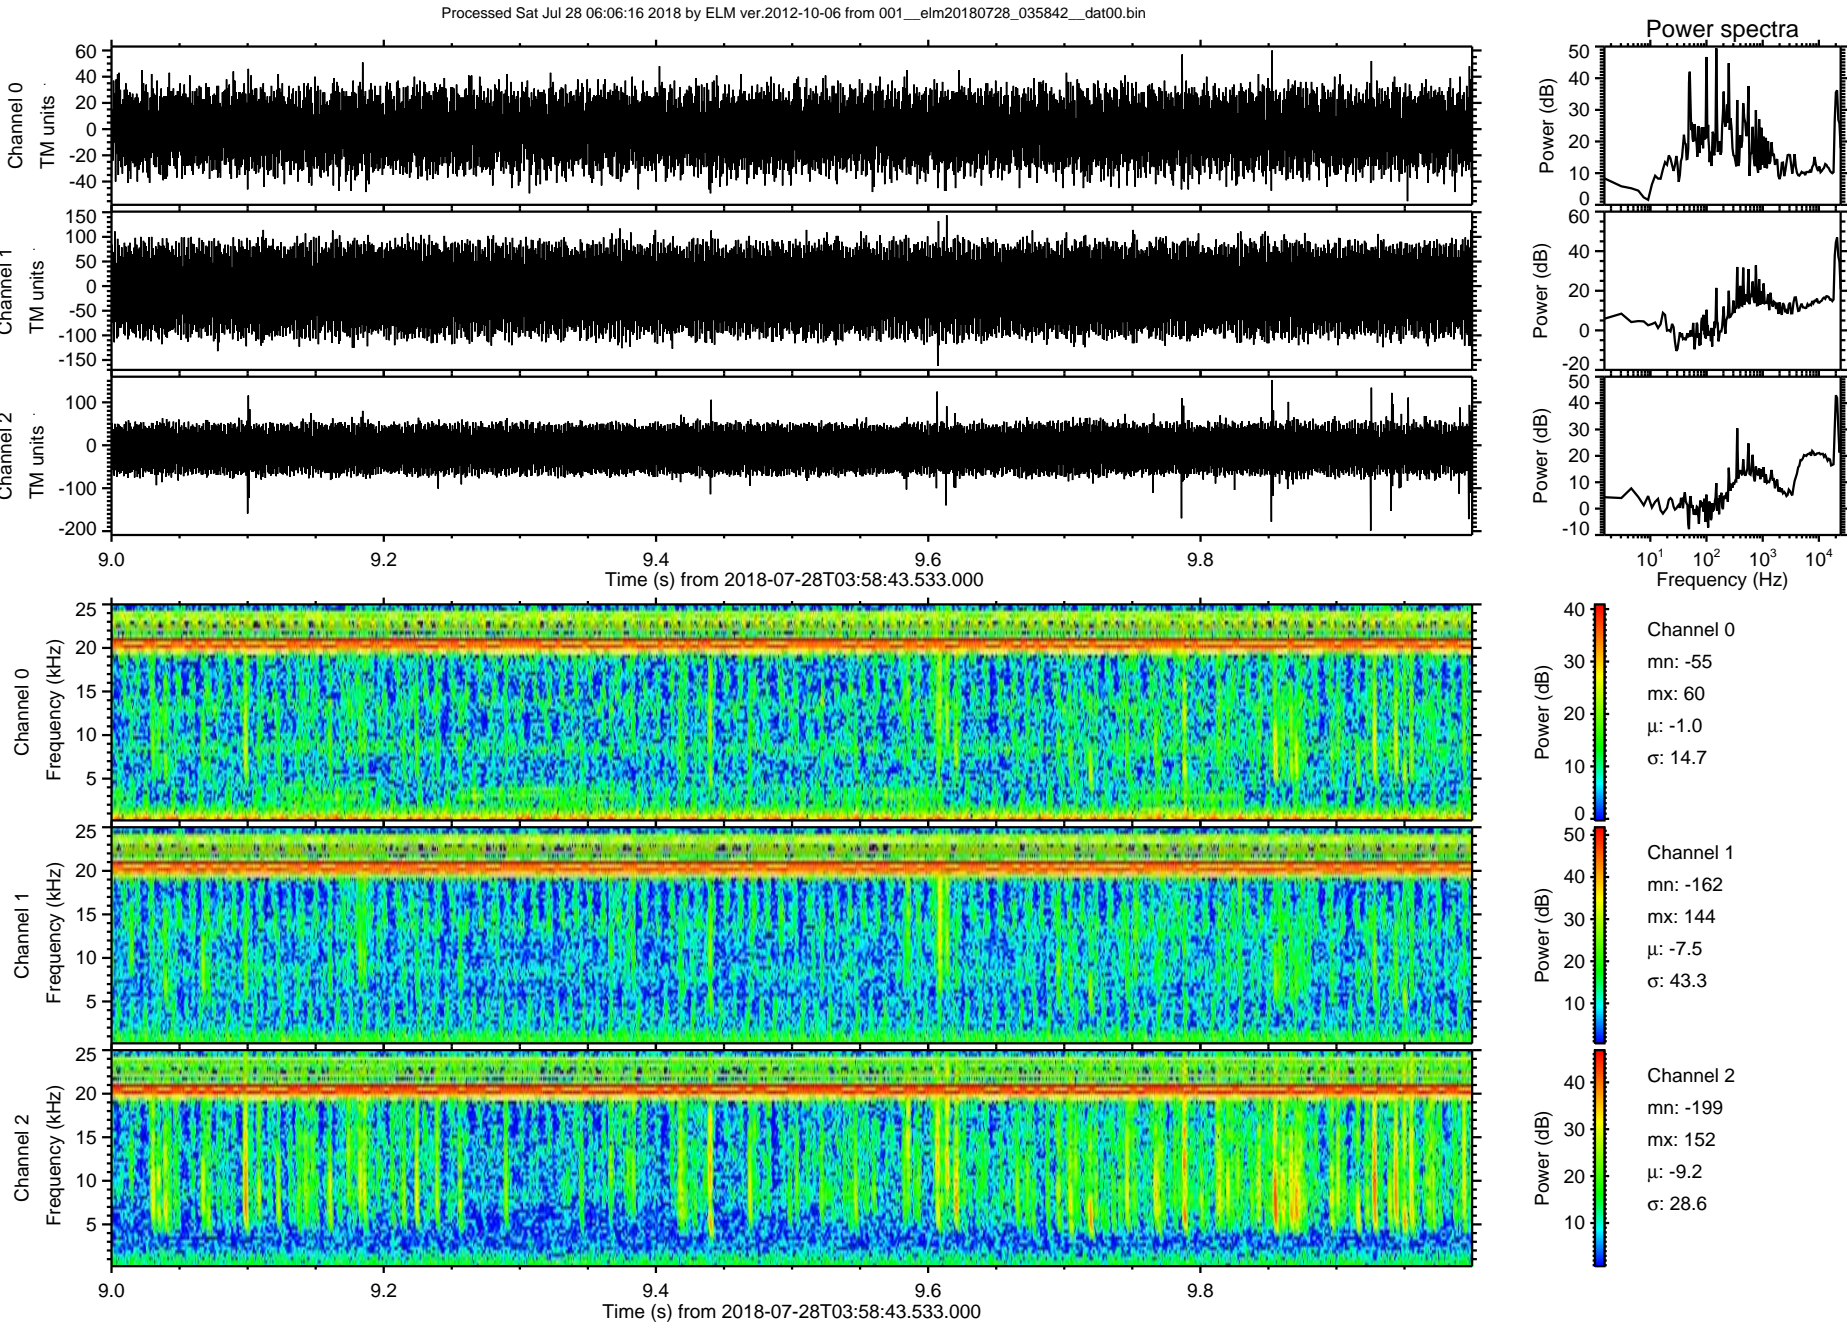 Processed Sat Jul 28 06:06:16 2018 by ELM ver.2012-10-06 from 001__elm20180728_035842__dat00.bin
Power spectra
Channel 0
TM units
60
40
20
0
-20
-40
Power (dB)
50
40
30
20
10
0
Channel 1
TM units
150
100
50
0
-50
-100
-150
Power (dB)
60
40
20
0
-20
Channel 2
TM units
100
0
-100
-200
Power (dB)
50
40
30
20
10
0
-10
9.0 9.2 9.4 9.6 9.8
Time (s) from 2018-07-28T03:58:43.533.000
10¹ 10² 10³ 10⁴
Frequency (Hz)
Channel 0
Frequency (kHz)
25
20
15
10
5
Power (dB)
40
30
20
10
0
Channel 0
mn: -55
mx: 60
μ: -1.0
σ: 14.7
Channel 1
Frequency (kHz)
25
20
15
10
5
Power (dB)
50
40
30
20
10
Channel 1
mn: -162
mx: 144
μ: -7.5
σ: 43.3
Channel 2
Frequency (kHz)
25
20
15
10
5
Power (dB)
40
30
20
10
Channel 2
mn: -199
mx: 152
μ: -9.2
σ: 28.6
9.0 9.2 9.4 9.6 9.8
Time (s) from 2018-07-28T03:58:43.533.000